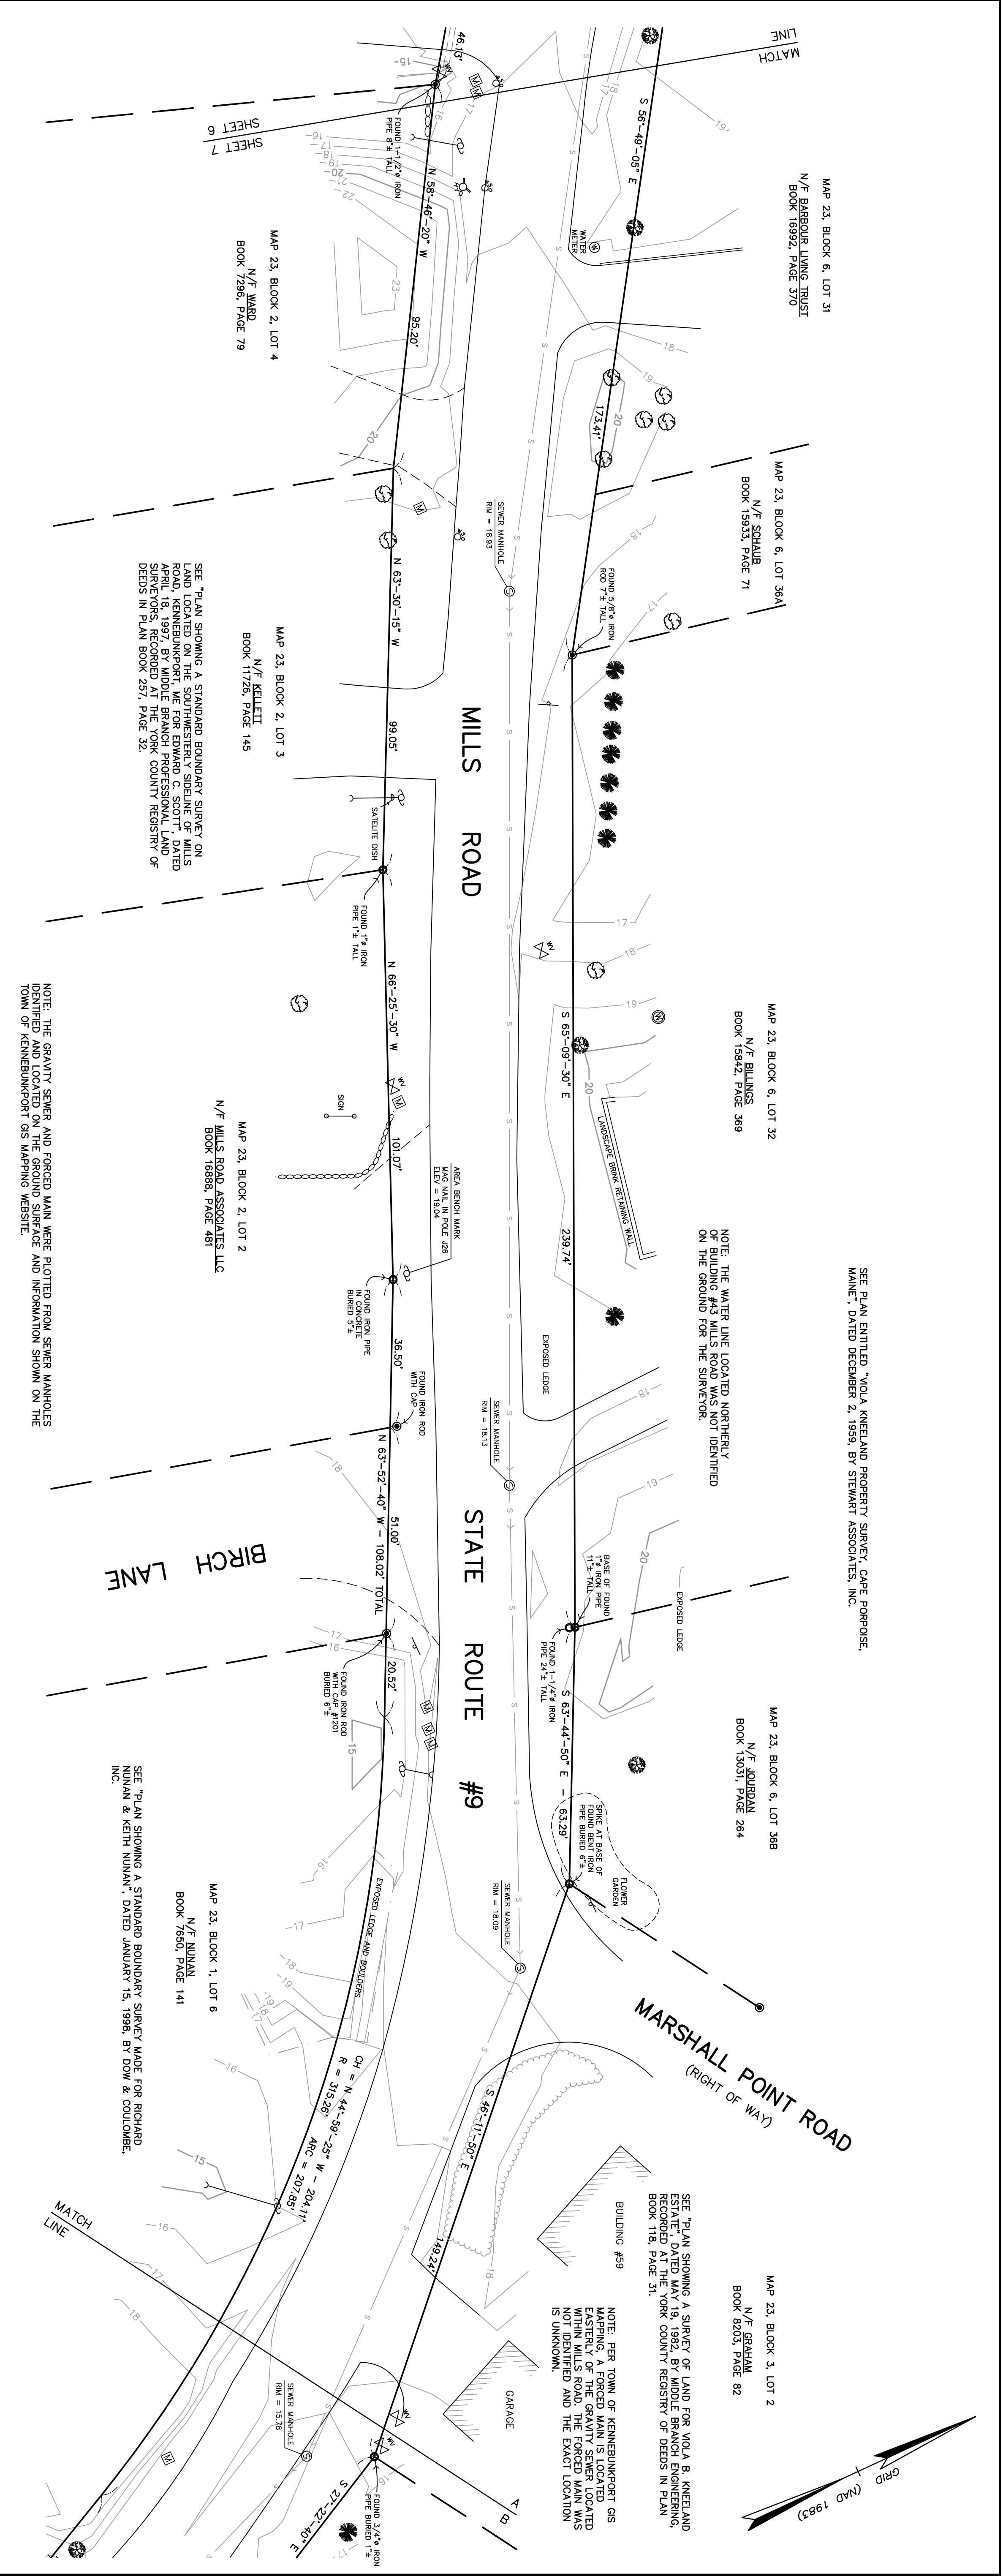 MATCH
LINE
SHEET 6
SHEET 7
MAP 23, BLOCK 6, LOT 31
N/F BARBOUR LIVING TRUST
BOOK 16992, PAGE 370
S 56°-49'-05" E
173.41'
WATER
METER
46.13'
FOUND 1-1/2"ø IRON
PIPE 8"± TALL
N 58°-46'-20" W
95.20'
MAP 23, BLOCK 2, LOT 4
N/F WARD
BOOK 7296, PAGE 79
MAP 23, BLOCK 6, LOT 36A
N/F SCHAUB
BOOK 15933, PAGE 71
FOUND 5/8"ø IRON
ROD 7"± TALL
SEWER MANHOLE
RIM = 18.93
N 63°-30'-15" W
99.05'
MAP 23, BLOCK 2, LOT 3
N/F KELLETT
BOOK 11726, PAGE 145
SEE "PLAN SHOWING A STANDARD BOUNDARY SURVEY ON
LAND LOCATED ON THE SOUTHWESTERLY SIDELINE OF MILLS
ROAD, KENNEBUNKPORT, ME FOR EDWARD C. SCOTT", DATED
APRIL 18, 1997, BY MIDDLE BRANCH PROFESSIONAL LAND
SURVEYORS, RECORDED AT THE YORK COUNTY REGISTRY OF
DEEDS IN PLAN BOOK 257, PAGE 32.
MILLS ROAD
SATELITE DISH
FOUND 1"ø IRON
PIPE 1"± TALL
MAP 23, BLOCK 6, LOT 32
N/F BILLINGS
BOOK 15842, PAGE 369
S 65°-09'-30" E
239.74'
LANDSCAPE BRINK RETAINING WALL
N 66°-25'-30" W
101.07'
SIGN
AREA BENCH MARK
MAG NAIL IN POLE J26
ELEV = 19.04
FOUND IRON PIPE
IN CONCRETE
BURIED 5"±
MAP 23, BLOCK 2, LOT 2
N/F MILLS ROAD ASSOCIATES LLC
BOOK 16888, PAGE 481
NOTE: THE GRAVITY SEWER AND FORCED MAIN WERE PLOTTED FROM SEWER MANHOLES
IDENTIFIED AND LOCATED ON THE GROUND SURFACE AND INFORMATION SHOWN ON THE
TOWN OF KENNEBUNKPORT GIS MAPPING WEBSITE.
NOTE: THE WATER LINE LOCATED NORTHERLY
OF BUILDING #43 MILLS ROAD WAS NOT IDENTIFIED
ON THE GROUND FOR THE SURVEYOR.
SEE PLAN ENTITLED "VIOLA KNEELAND PROPERTY SURVEY, CAPE PORPOISE,
MAINE", DATED DECEMBER 2, 1959, BY STEWART ASSOCIATES, INC.
EXPOSED LEDGE
36.50'
FOUND IRON ROD
WITH CAP
SEWER MANHOLE
RIM = 18.13
N 63°-52'-40" W - 108.02' TOTAL
51.00'
BIRCH LANE
STATE ROUTE #9
BASE OF FOUND
1"ø IRON PIPE
11"± TALL
EXPOSED LEDGE
FOUND 1-1/4"ø IRON
PIPE 24"± TALL
FOUND IRON ROD
WITH CAP #1201
BURIED 6"±
20.52'
S 63°-44'-50" E - 63.29'
MAP 23, BLOCK 6, LOT 36B
N/F JOURDAN
BOOK 13031, PAGE 264
SPIKE AT BASE OF
FOUND BENT IRON
PIPE BURIED 6"±
FLOWER
GARDEN
SEWER MANHOLE
RIM = 18.09
EXPOSED LEDGE AND BOULDERS
SEE "PLAN SHOWING A STANDARD BOUNDARY SURVEY MADE FOR RICHARD
NUNAN & KEITH NUNAN", DATED JANUARY 15, 1998, BY DOW & COULOMBE,
INC.
MAP 23, BLOCK 1, LOT 6
N/F NUNAN
BOOK 7650, PAGE 141
MARSHALL POINT ROAD
(RIGHT OF WAY)
CH = N 44°-59'-25" W - 204.11'
R = 315.26'
ARC = 207.85'
S 46°-11'-50" E
149.24'
BUILDING #59
GARAGE
SEE "PLAN SHOWING A SURVEY OF LAND FOR VIOLA B. KNEELAND
ESTATE", DATED MAY 19, 1982, BY MIDDLE BRANCH ENGINEERING,
RECORDED AT THE YORK COUNTY REGISTRY OF DEEDS IN PLAN
BOOK 118, PAGE 31.
MAP 23, BLOCK 3, LOT 2
N/F GRAHAM
BOOK 8203, PAGE 82
NOTE: PER TOWN OF KENNEBUNKPORT GIS
MAPPING, A FORCED MAIN IS LOCATED
EASTERLY OF THE GRAVITY SEWER LOCATED
WITHIN MILLS ROAD. THE FORCED MAIN WAS
NOT IDENTIFIED AND THE EXACT LOCATION
IS UNKNOWN.
MATCH
LINE
A
B
SEWER MANHOLE
RIM = 15.78
FOUND 3/4"ø IRON
PIPE BURIED 1"±
S 27°-22'-40" E
GRID (NAD 1983)